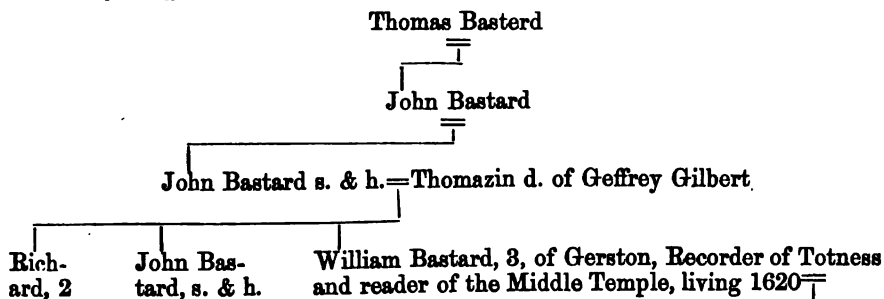 Thomas Basterd
John Bastard
John Bastard s. & h.=Thomazin d. of Geffrey Gilbert
Rich-
ard, 2
John Bas-
tard, s. & h.
William Bastard, 3, of Gerston, Recorder of Totness
and reader of the Middle Temple, living 1620